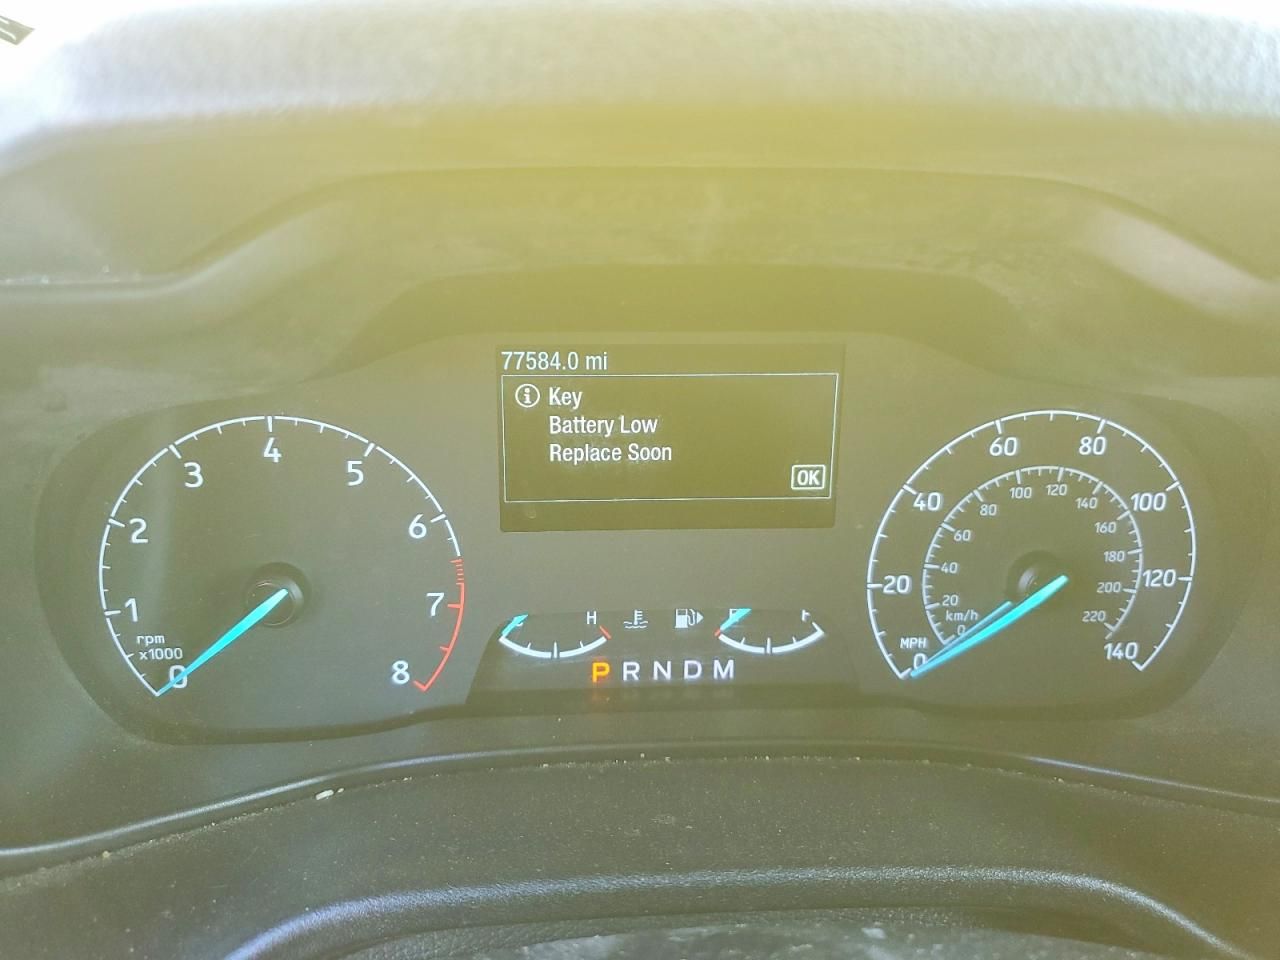 77584.0 mi
Key
Battery Low
Replace Soon
OK
0 1 2 3 4 5 6 7 8
rpm
x1000
H
P R N D M
0 20 40 60 80 100 120 140
MPH
0 20 40 60 80 100 120 140 160 180 200 220
km/h